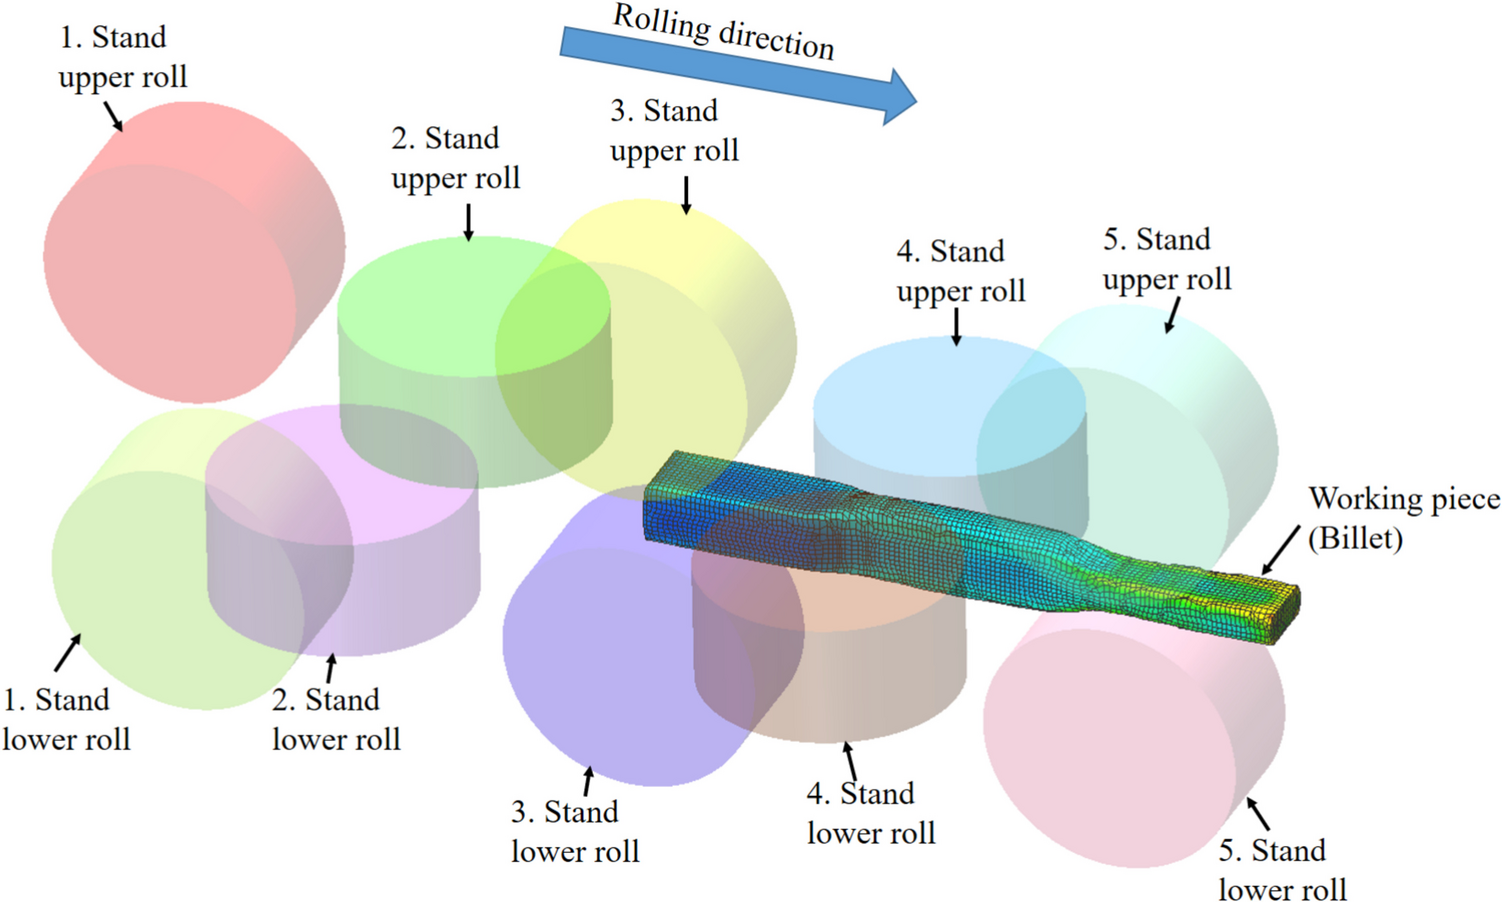 Rolling direction
1. Stand
upper roll
2. Stand
upper roll
3. Stand
upper roll
4. Stand
upper roll
5. Stand
upper roll
Working piece
(Billet)
1. Stand
lower roll
2. Stand
lower roll
3. Stand
lower roll
4. Stand
lower roll
5. Stand
lower roll